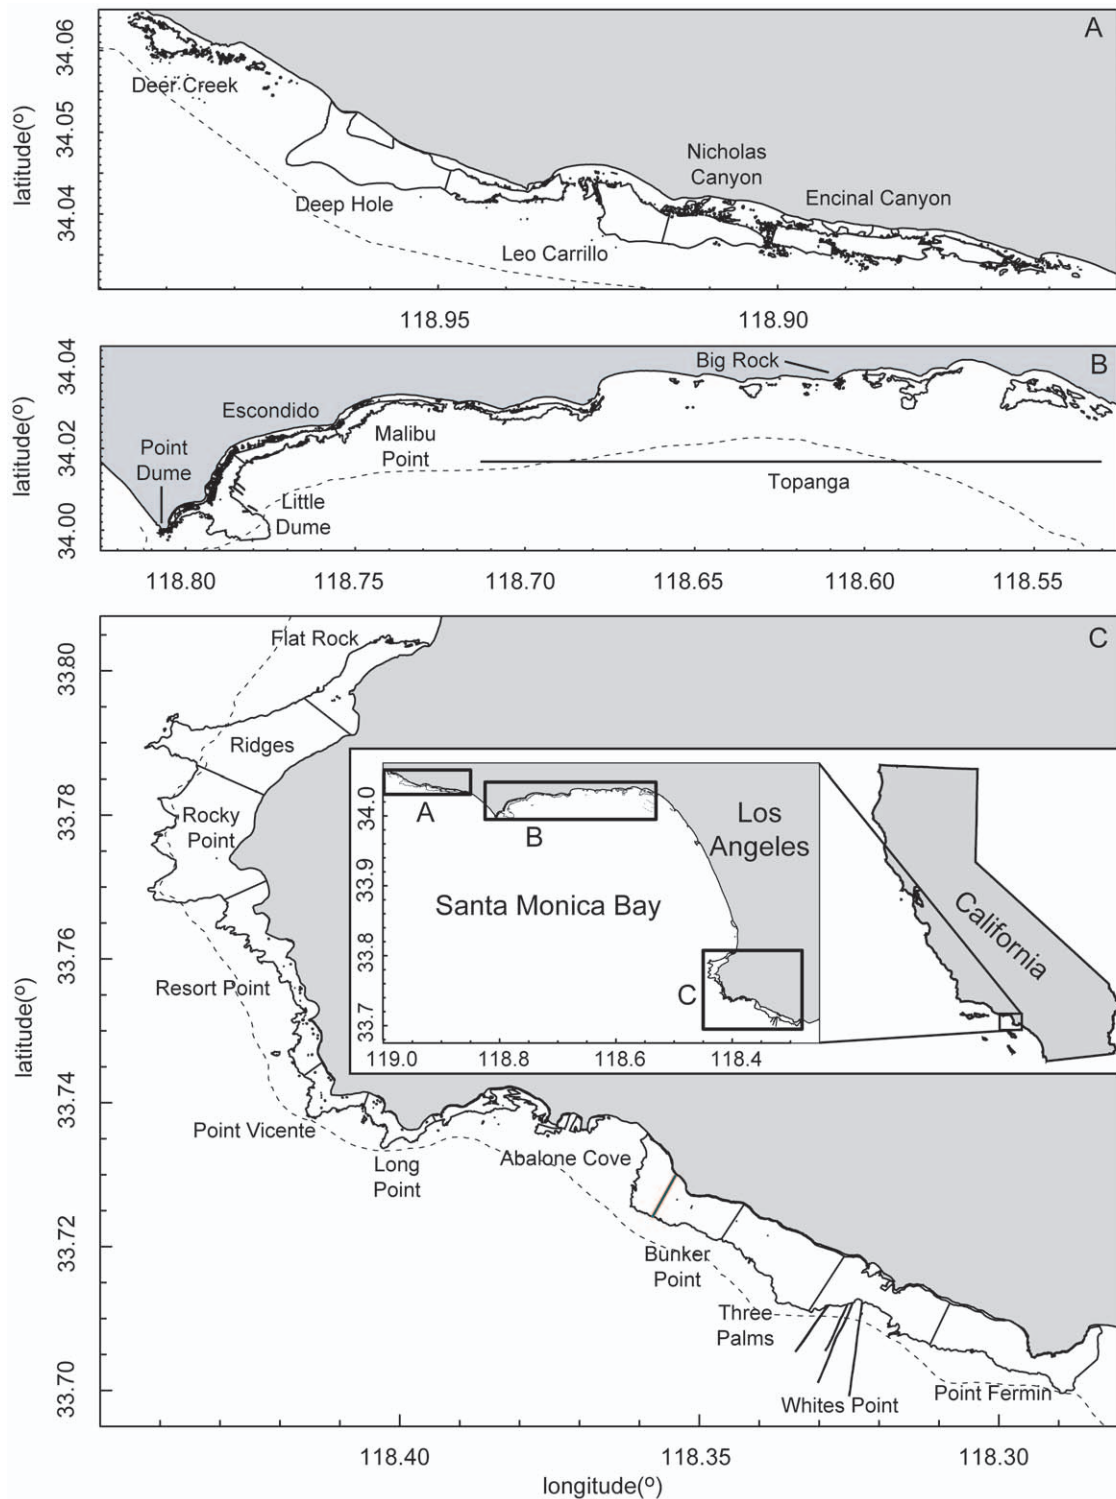 A
34.06
34.05
34.04
latitude(º)
Deer Creek
Deep Hole
Leo Carrillo
Nicholas
Canyon
Encinal Canyon
118.95
118.90
B
34.04
34.02
34.00
latitude(º)
Big Rock
Escondido
Point
Dume
Malibu
Point
Little
Dume
Topanga
118.80
118.75
118.70
118.65
118.60
118.55
C
33.80
33.78
33.76
33.74
33.72
33.70
latitude(º)
Flat Rock
Ridges
Rocky
Point
Resort Point
Point Vicente
Long
Point
Abalone Cove
Bunker
Point
Three
Palms
Whites Point
Point Fermin
34.0
33.9
33.8
33.7
A
B
C
Los
Angeles
Santa Monica Bay
119.0
118.8
118.6
118.4
California
118.40
118.35
118.30
longitude(º)